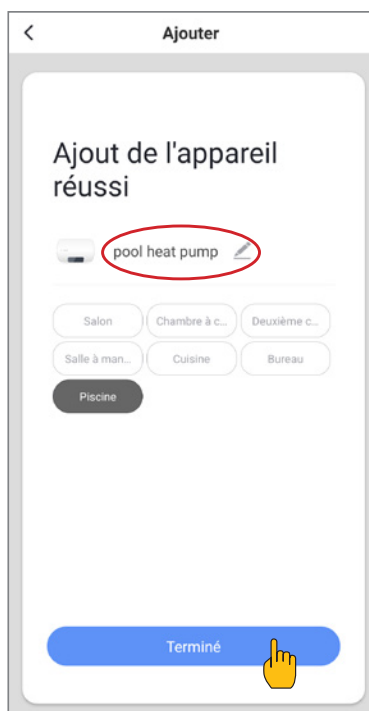 Ajouter
Ajout de l'appareil
réussi
pool heat pump
Salon
Chambre à c...
Deuxième c...
Salle à man...
Cuisine
Bureau
Piscine
Terminé